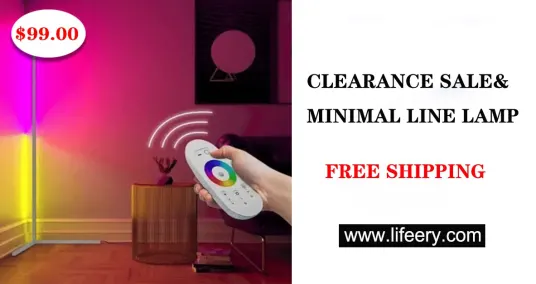 $99.00
CLEARANCE SALE&
MINIMAL LINE LAMP
FREE SHIPPING
www.lifeery.com